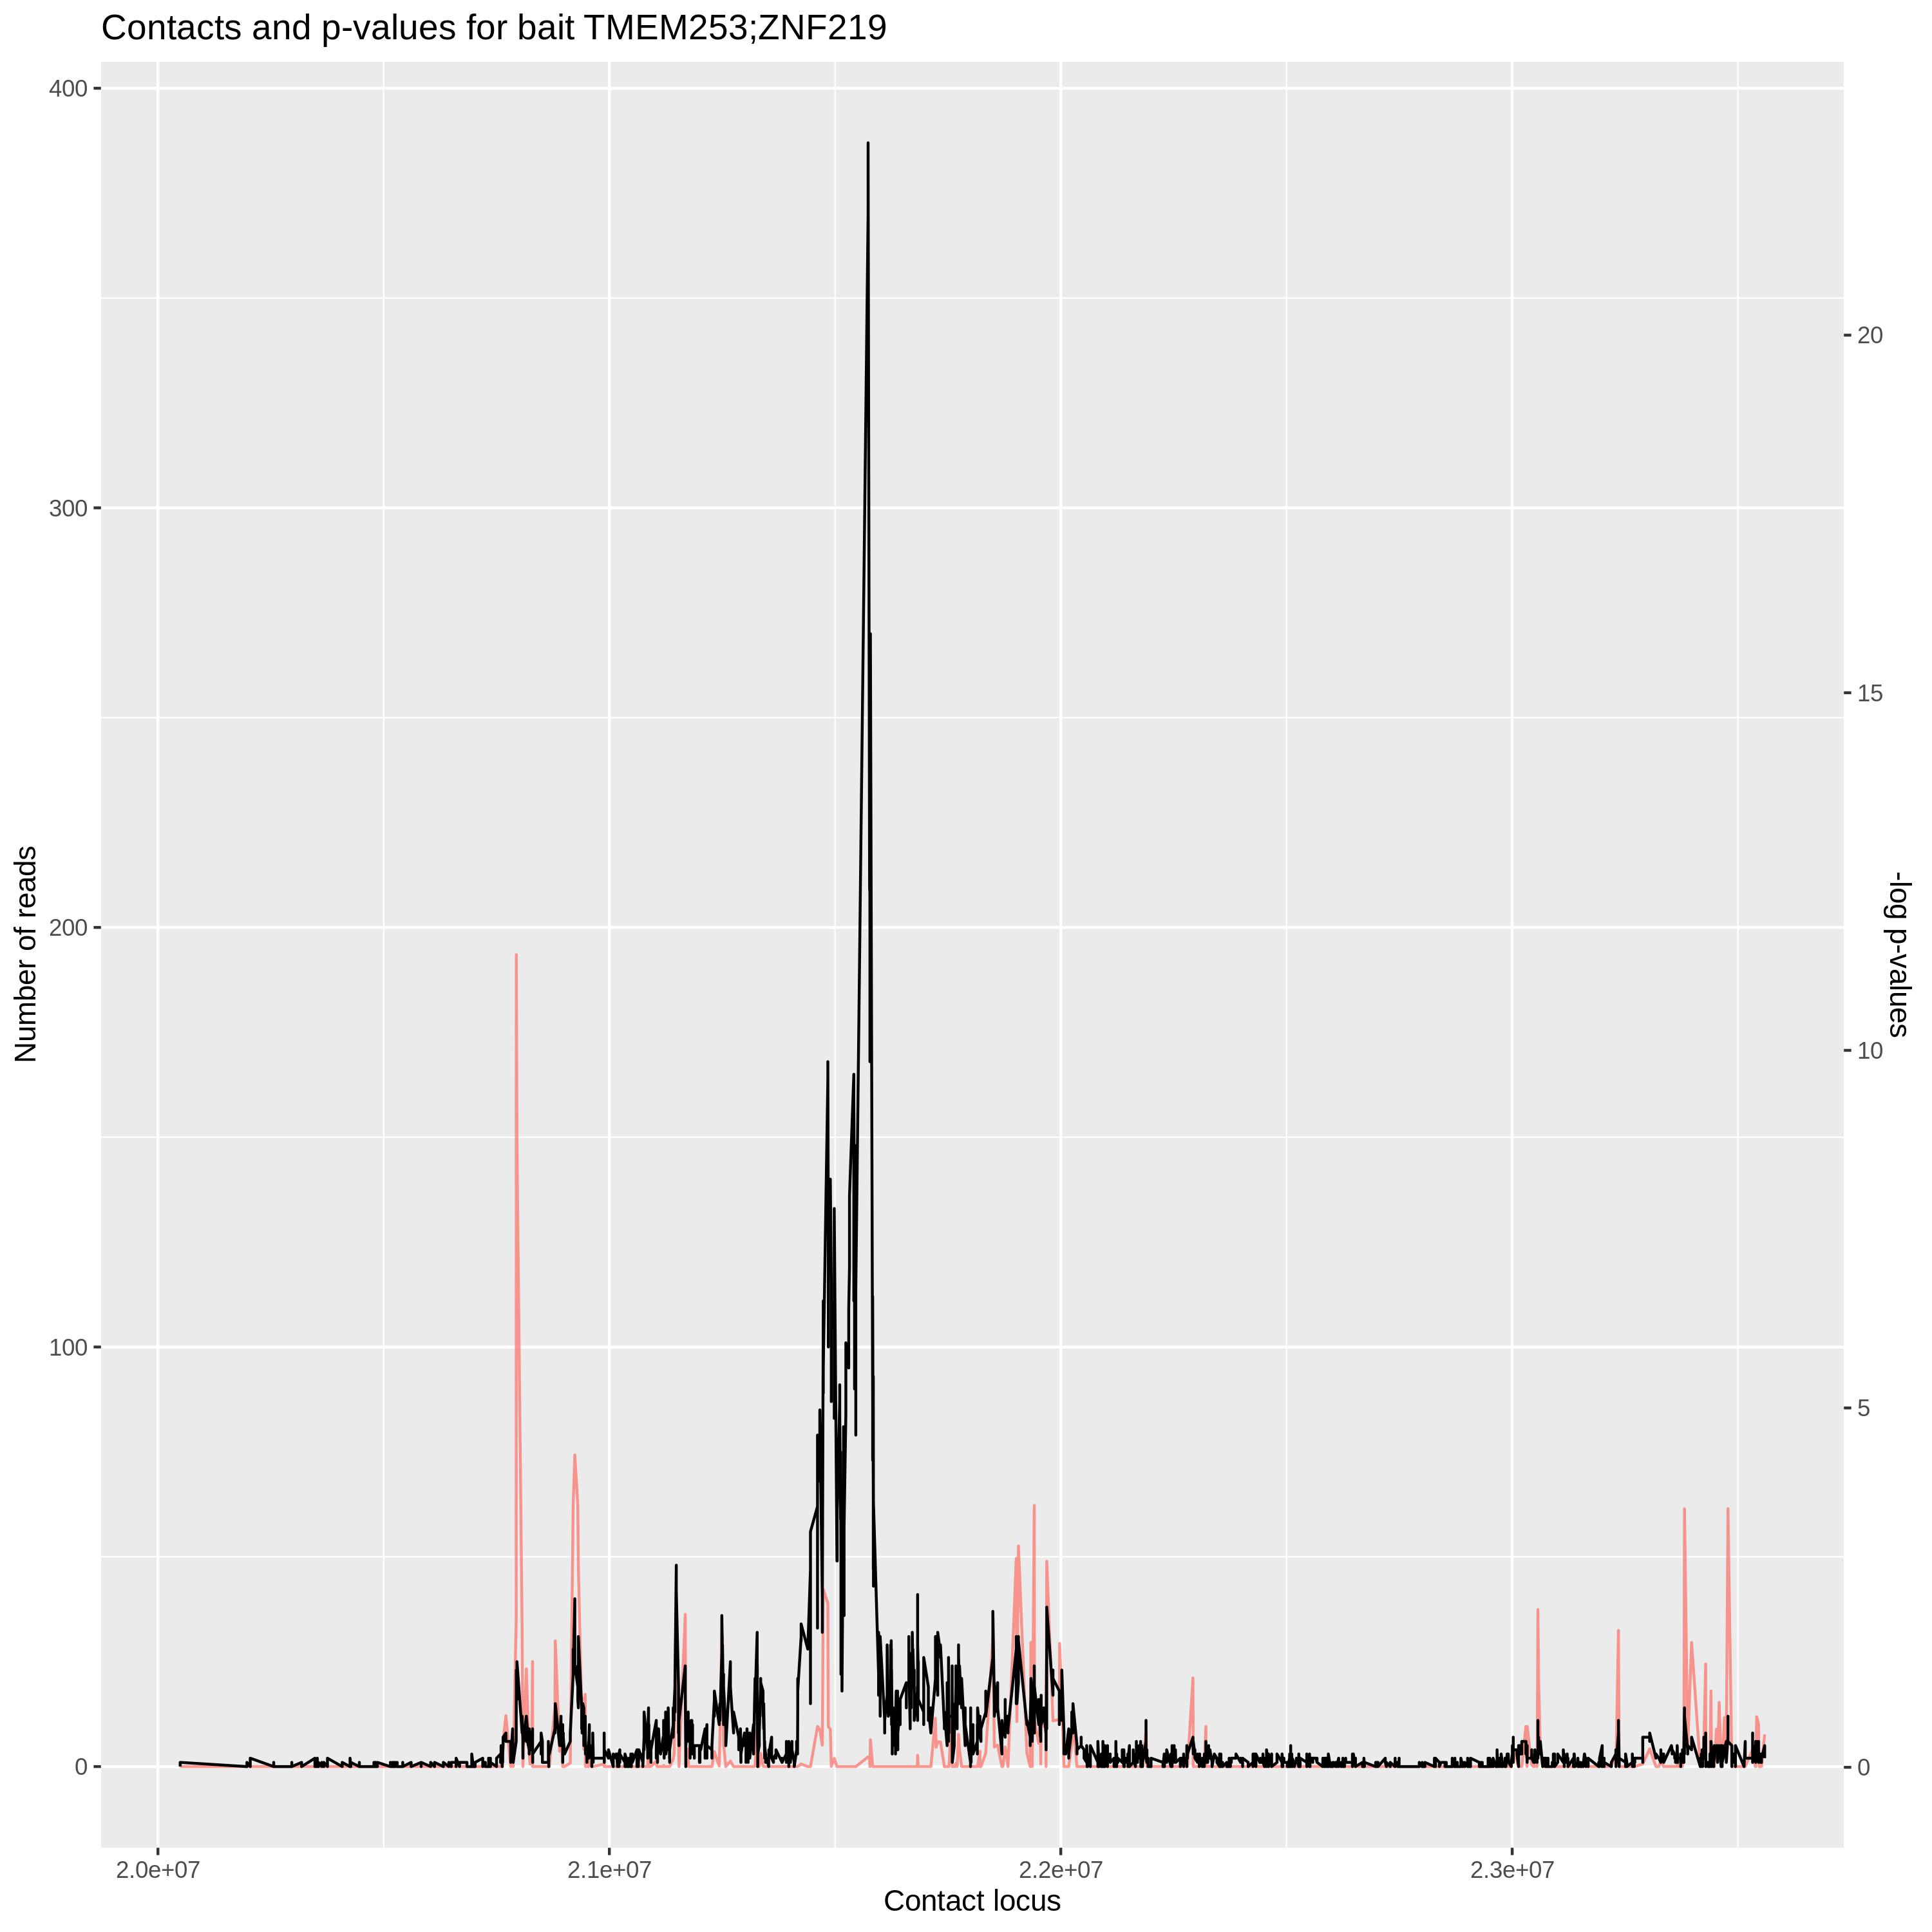 Contacts and p-values for bait TMEM253;ZNF219
400
300
200
100
0
Number of reads
20
15
10
5
0
-log p-values
2.0e+07
2.1e+07
2.2e+07
2.3e+07
Contact locus